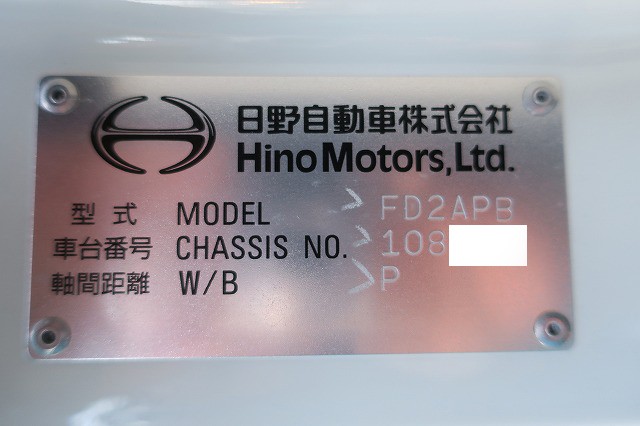 日野自動車株式会社
Hino Motors, Ltd.
型式 MODEL > FD2APB
車台番号 CHASSIS NO. > 108
軸間距離 W/B > P